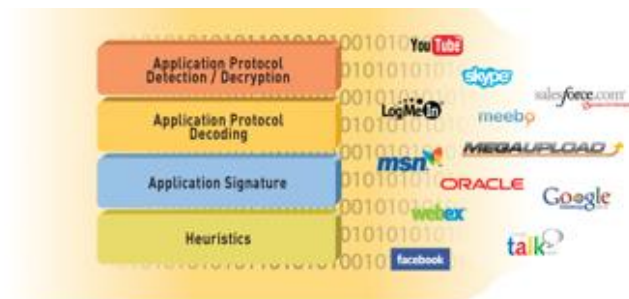 Application Protocol
Detection / Decryption
Application Protocol
Decoding
Application Signature
Heuristics
YouTube
skype
salesforce.com
LogMeIn
meebo
MEGAUPLOAD
msn
ORACLE
Google
webex
talk
facebook